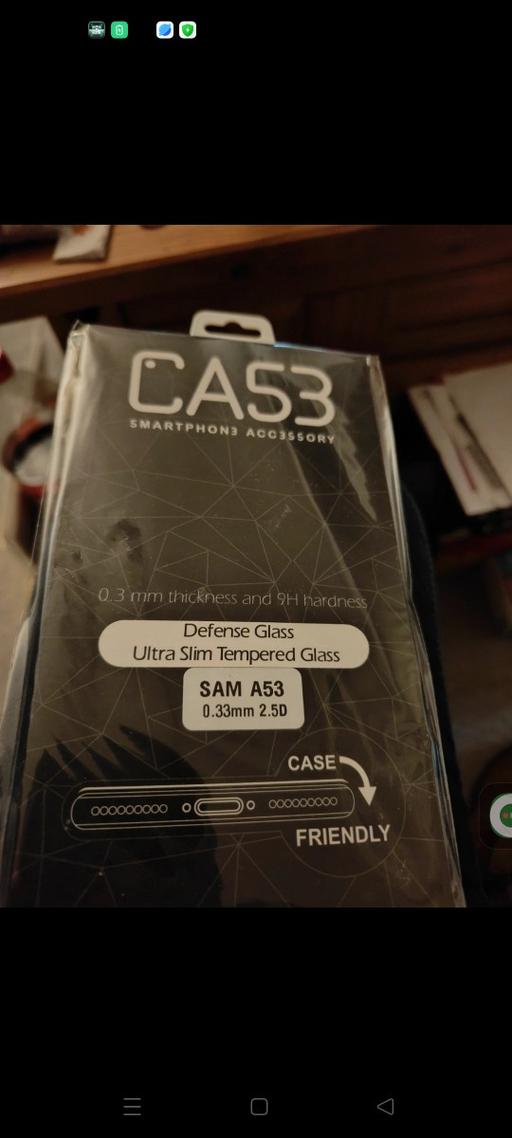 CA53
SMARTPHON3 ACC3SSORY
0.3 mm thickness and 9H hardness
Defense Glass
Ultra Slim Tempered Glass
SAM A53
0.33mm 2.5D
CASE
FRIENDLY